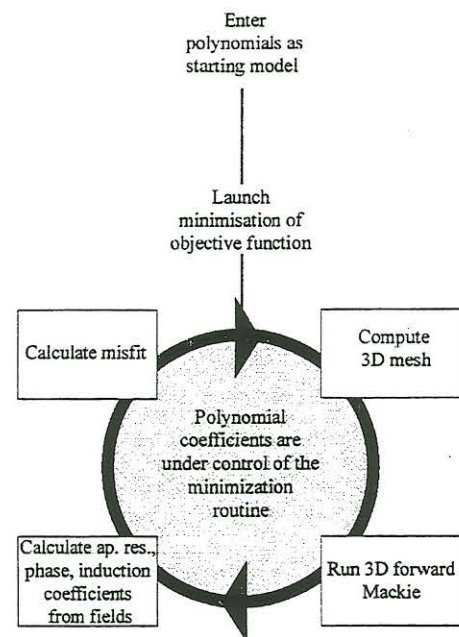 Enter
polynomials as
starting model
Launch
minimisation of
objective function
Calculate misfit
Compute
3D mesh
Polynomial
coefficients are
under control of the
minimization
routine
Calculate ap. res.,
phase, induction
coefficients
from fields
Run 3D forward
Mackie